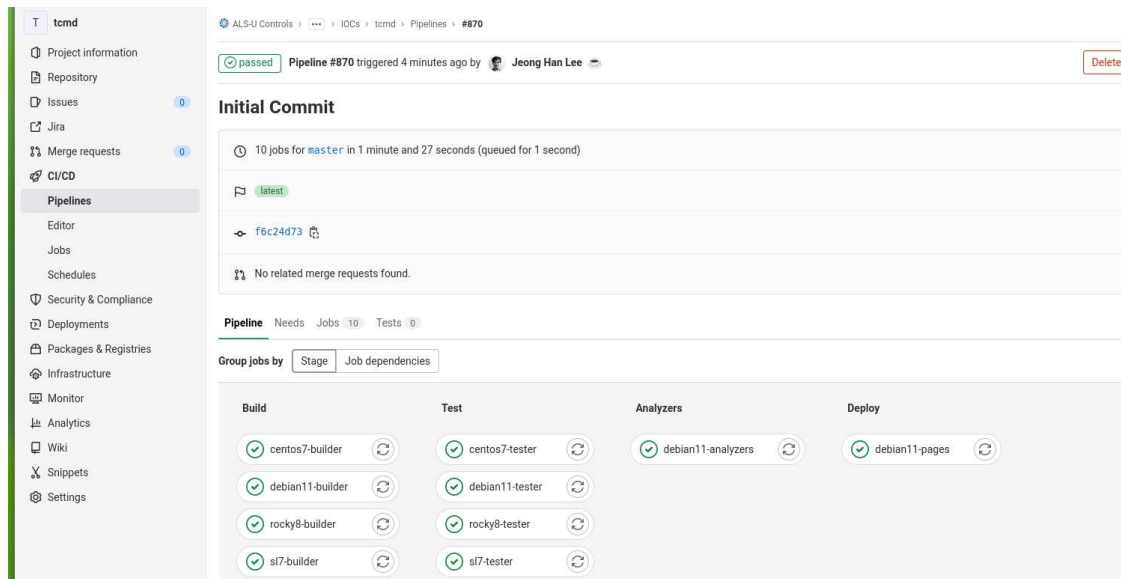 T tcmd
Project information
Repository
Issues 0
Jira
Merge requests 0
CI/CD
Pipelines
Editor
Jobs
Schedules
Security & Compliance
Deployments
Packages & Registries
Infrastructure
Monitor
Analytics
Wiki
Snippets
Settings
ALS-U Controls > ... > IOCs > tcmd > Pipelines > #870
passed Pipeline #870 triggered 4 minutes ago by Jeong Han Lee
Delete
Initial Commit
10 jobs for master in 1 minute and 27 seconds (queued for 1 second)
latest
f6c24d73
No related merge requests found.
Pipeline Needs Jobs 10 Tests 0
Group jobs by Stage Job dependencies
Build Test Analyzers Deploy
centos7-builder centos7-tester debian11-analyzers debian11-pages
debian11-builder debian11-tester
rocky8-builder rocky8-tester
sl7-builder sl7-tester